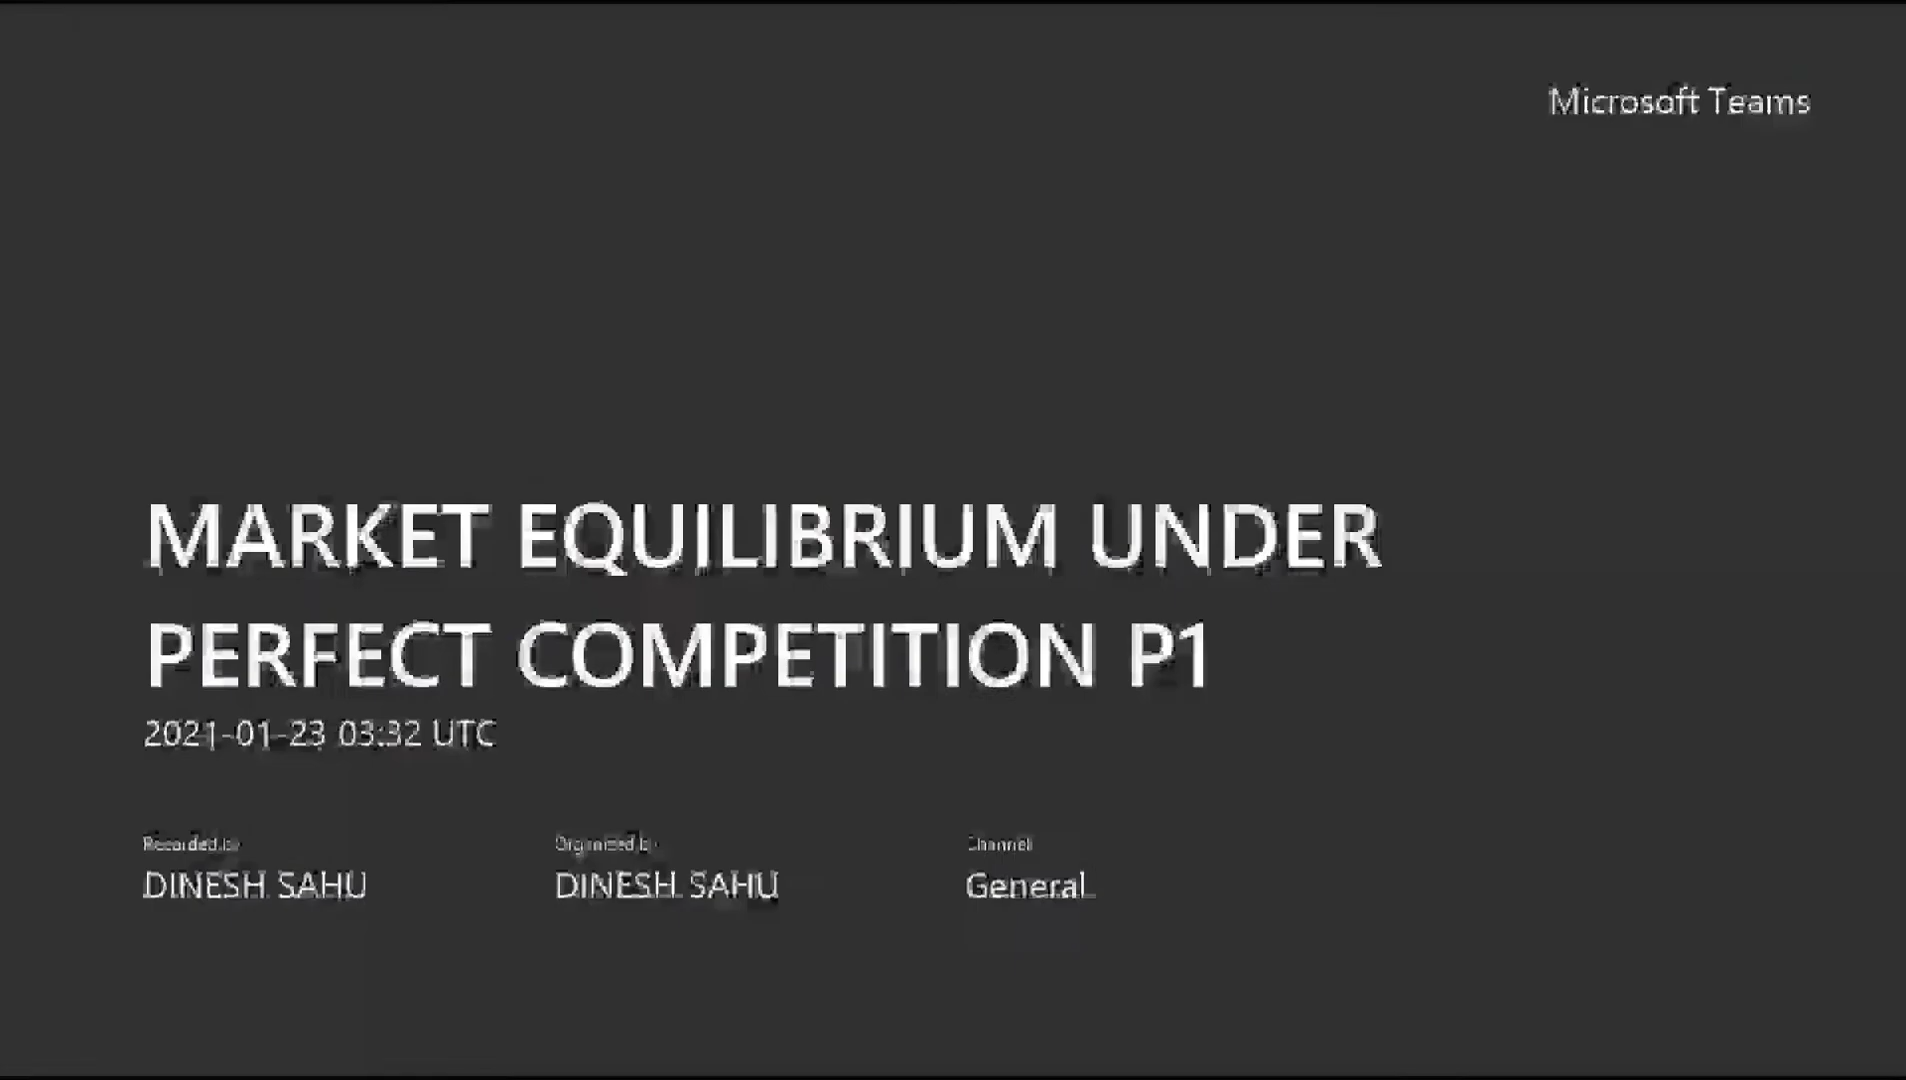 Microsoft Teams
MARKET EQUILIBRIUM UNDER
PERFECT COMPETITION P1
2021-01-23 03:32 UTC
Recorded by Organized by Channel
DINESH SAHU DINESH SAHU General